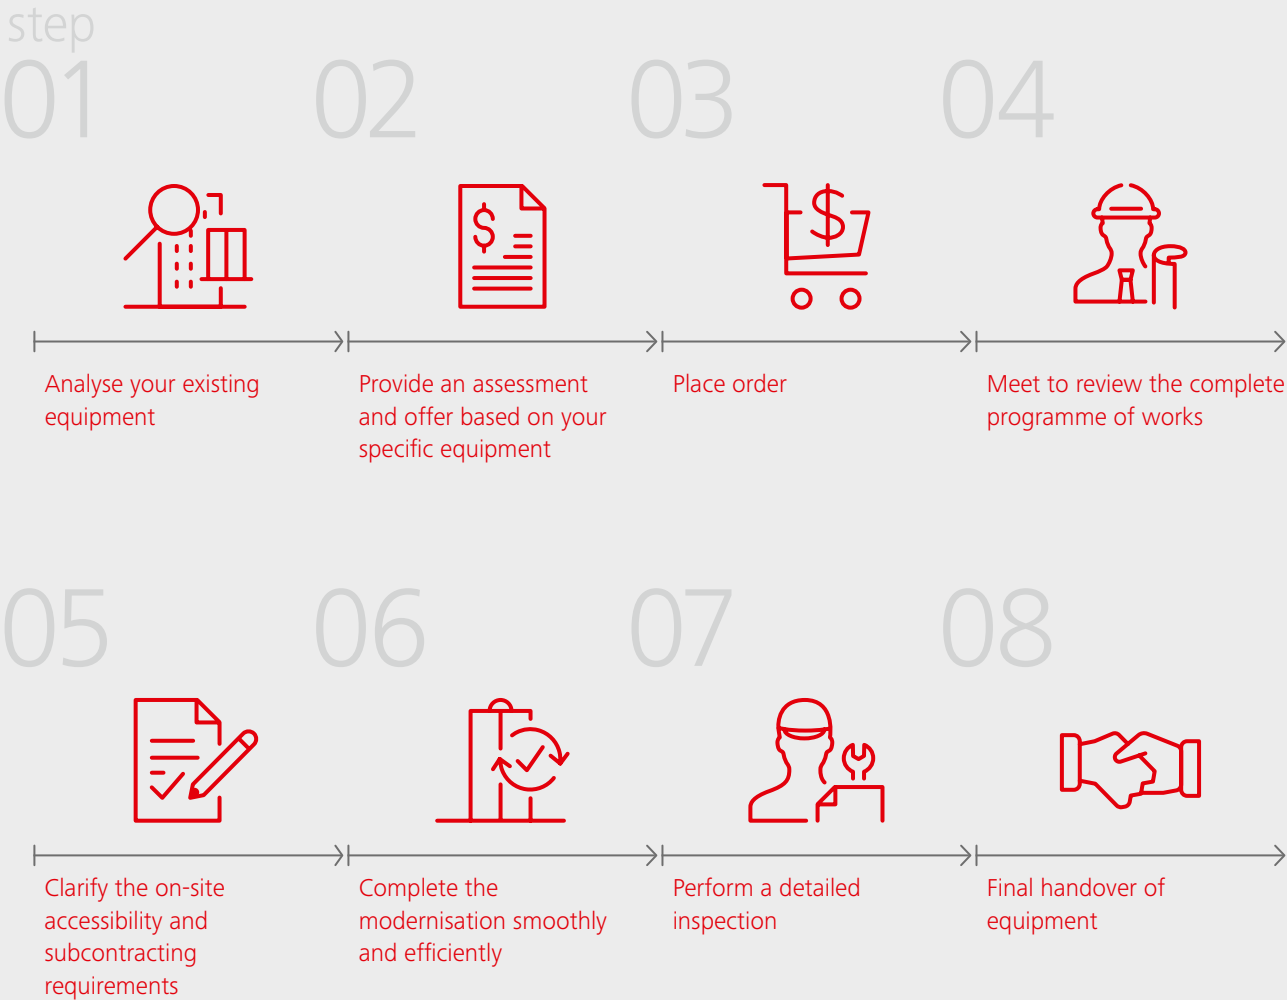 step
01
02
03
04
Analyse your existing
equipment
Provide an assessment
and offer based on your
specific equipment
Place order
Meet to review the complete
programme of works
05
06
07
08
Clarify the on-site
accessibility and
subcontracting
requirements
Complete the
modernisation smoothly
and efficiently
Perform a detailed
inspection
Final handover of
equipment